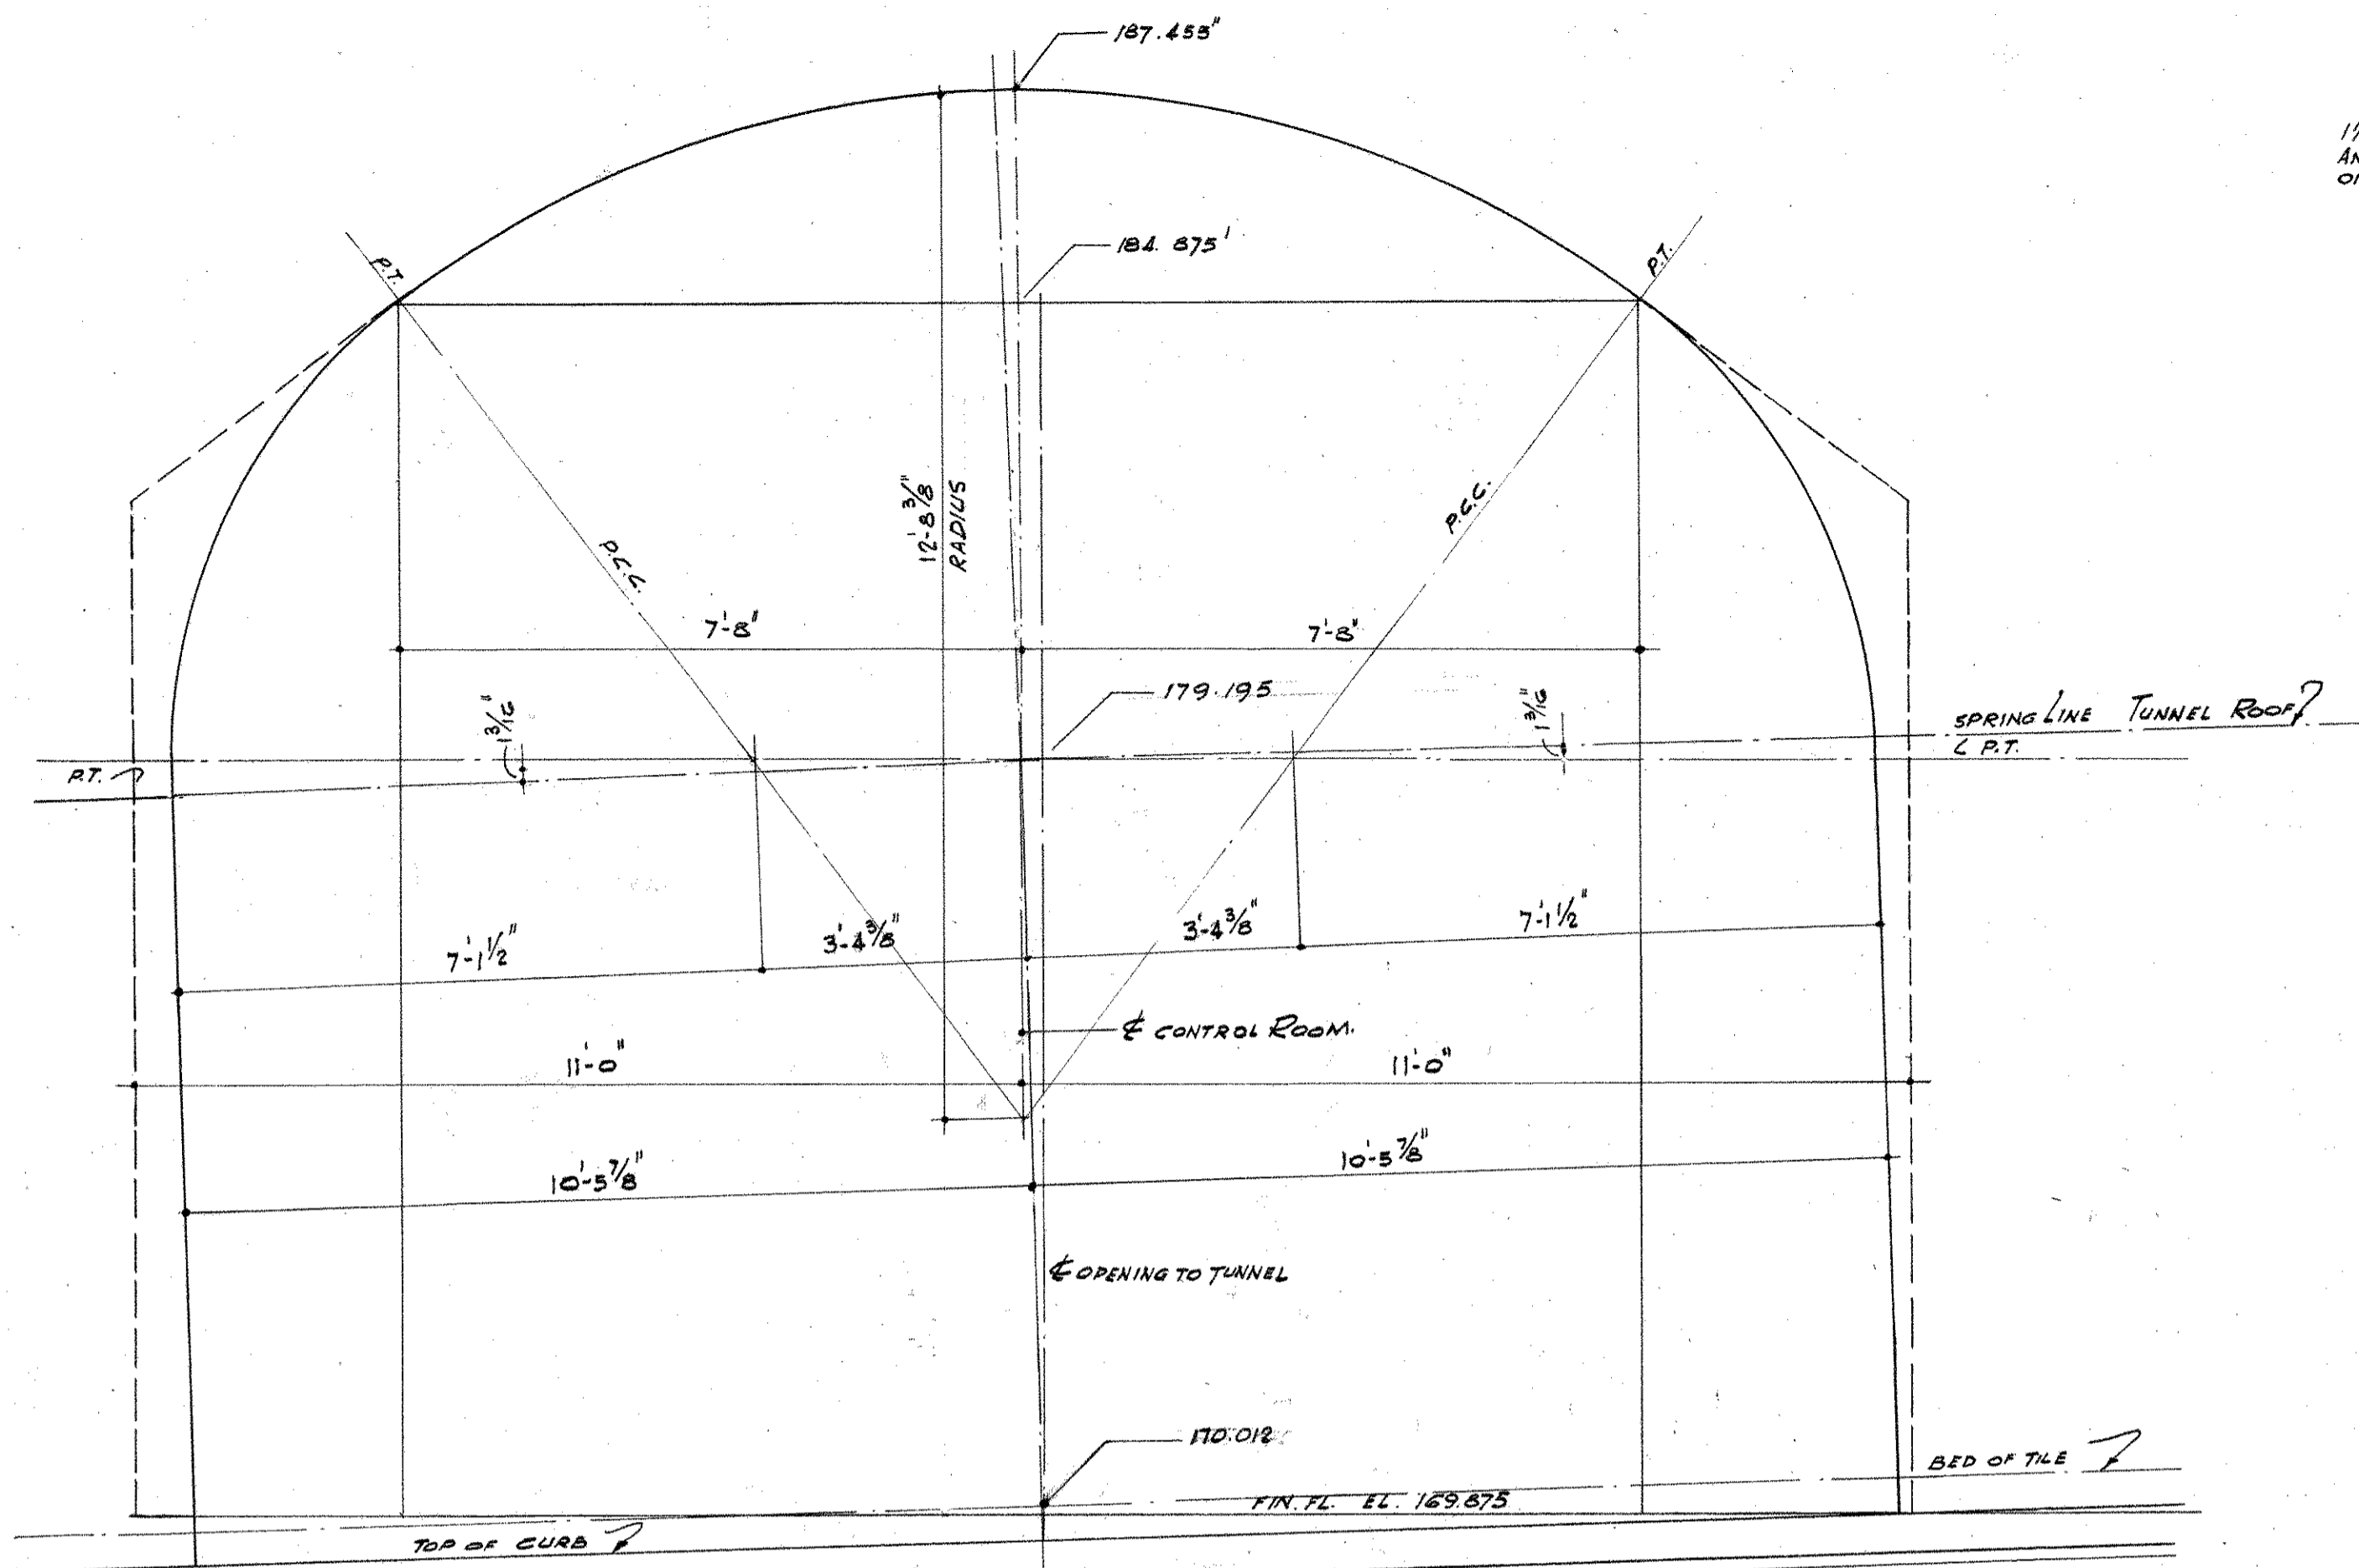 187.453"
184.875'
P.T.
P.T.
12'-8 3/8"
RADIUS
P.C.C.
P.C.C.
7'-8"
7'-8"
179.195
1 3/16"
1 3/16"
SPRING LINE TUNNEL ROOF
P.T.
P.T.
7'-1 1/2"
3'-4 3/8"
3'-4 3/8"
7'-1 1/2"
℄ CONTROL ROOM.
11'-0"
11'-0"
10'-5 7/8"
10'-5 7/8"
℄ OPENING TO TUNNEL
170.012
BED OF TILE
FIN. FL. EL. 169.875
TOP OF CURB